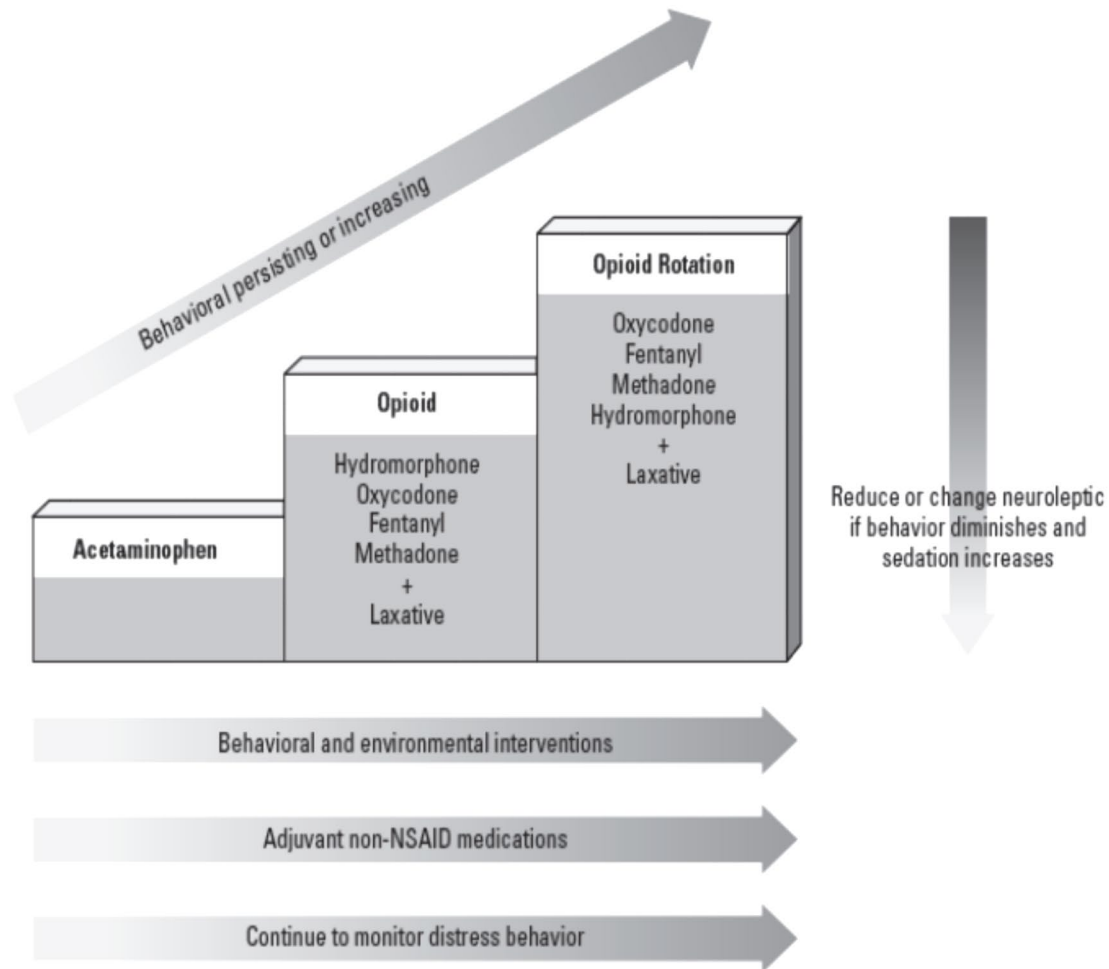 Behavioral persisting or increasing
Opioid Rotation
Oxycodone
Fentanyl
Methadone
Hydromorphone
+
Laxative
Opioid
Hydromorphone
Oxycodone
Fentanyl
Methadone
+
Laxative
Acetaminophen
Reduce or change neuroleptic
if behavior diminishes and
sedation increases
Behavioral and environmental interventions
Adjuvant non-NSAID medications
Continue to monitor distress behavior